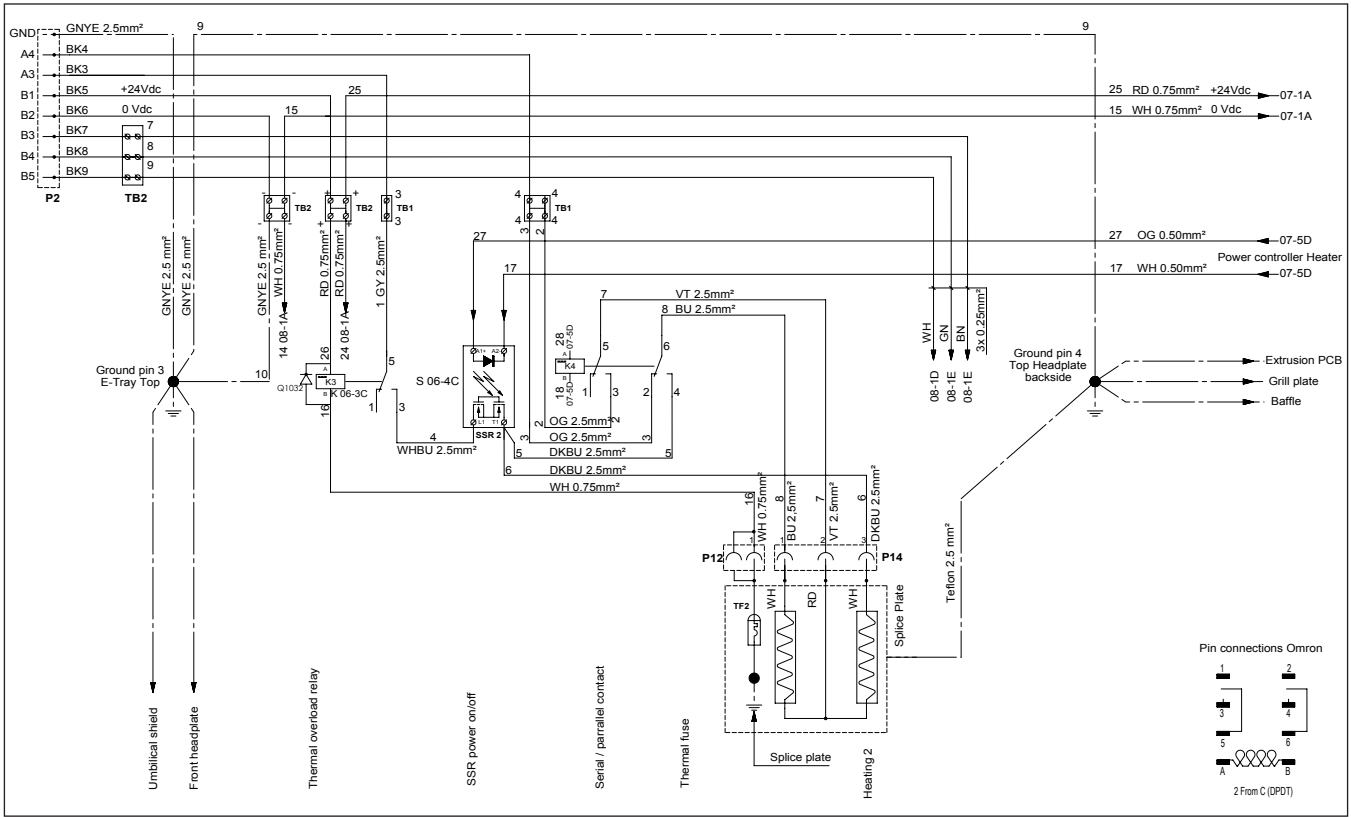 GND GNYE 2.5mm² 9 9
A4 BK4
A3 BK3
B1 BK5 +24Vdc 25 25 RD 0.75mm² +24Vdc 07-1A
B2 BK6 0 Vdc 15 15 WH 0.75mm² 0 Vdc 07-1A
B3 BK7 7
B4 BK8 8
B5 BK9 9
P2 TB2
- - TB2 - -
+ + TB2 + +
3 TB1 3
4 4 TB1 4 4
3 2
27 27 OG 0.50mm² 07-5D
Power controller Heater
17 17 WH 0.50mm² 07-5D
GNYE 2.5 mm²
GNYE 2.5 mm²
GNYE 2.5 mm²
WH 0.75mm²
RD 0.75mm²
RD 0.75mm²
1 GY 2.5mm²
14 08-1A
24 08-1A
7 VT 2.5mm²
8 BU 2.5mm²
WH
GN
BN
3x 0.25mm²
08-1D
08-1E
08-1E
Ground pin 3
E-Tray Top
10
26
A
Q1032
K3
B
K 06-3C
16
5
1 3
S 06-4C
A1+ A2-
L1 T1
SSR 2
28
07-5D
A
K4
B
18
07-5D
5
1 3
6
2 4
Ground pin 4
Top Headplate
backside
Extrusion PCB
Grill plate
Baffle
4
WHBU 2.5mm²
2 OG 2.5mm² 2
3 OG 2.5mm² 3
5 DKBU 2.5mm² 5
6 DKBU 2.5mm²
WH 0.75mm²
16
WH 0.75mm²
8
BU 2,5mm²
7
VT 2.5mm²
6
DKBU 2.5mm²
P12 1 1 2 3 P14
TF2
WH
RD
WH
Splice Plate
Teflon 2.5 mm²
Splice plate
Umbilical shield
Front headplate
Thermal overload relay
SSR power on/off
Serial / parrallel contact
Thermal fuse
Heating 2
Pin connections Omron
1 2
3 4
5 6
A B
2 From C (DPDT)